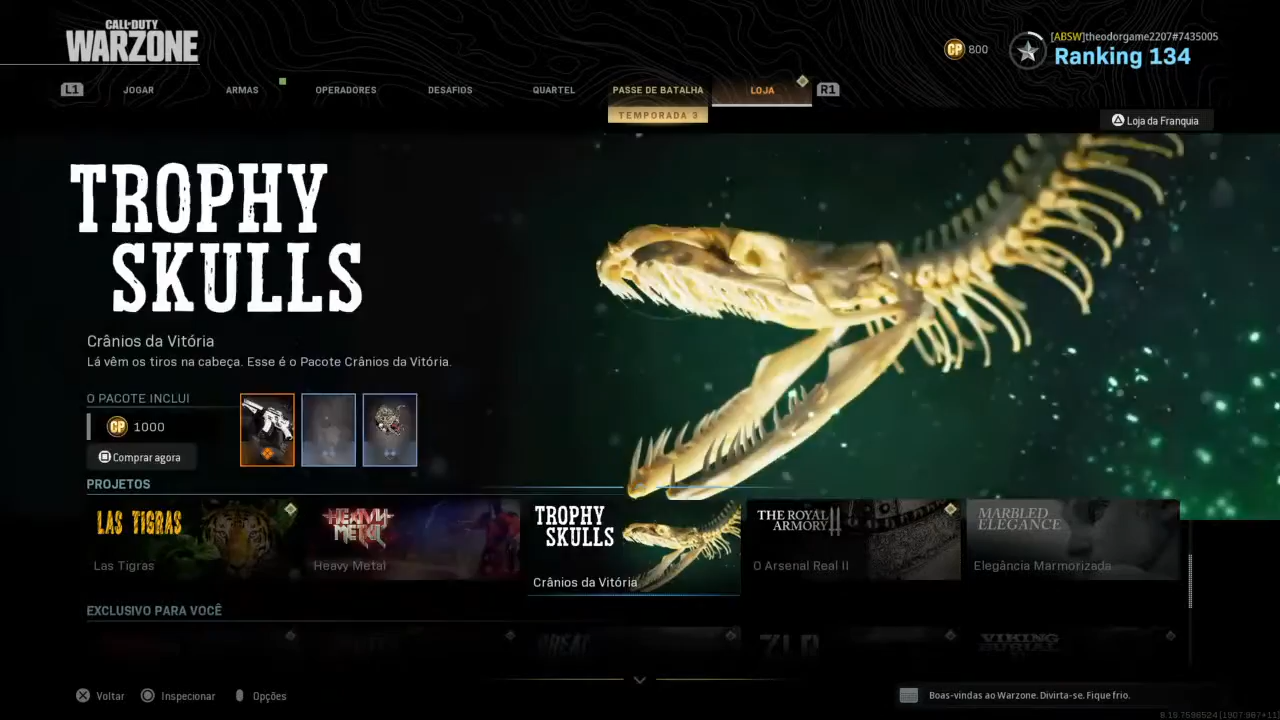 CALL OF DUTY
WARZONE
CP 800
[ABSW]theodorgame2207#7435005
Ranking 134
L1
JOGAR
ARMAS
OPERADORES
DESAFIOS
QUARTEL
PASSE DE BATALHA
LOJA
R1
TEMPORADA 3
Loja da Franquia
TROPHY
SKULLS
Crânios da Vitória
Lá vêm os tiros na cabeça. Esse é o Pacote Crânios da Vitória.
O PACOTE INCLUI
CP 1000
Comprar agora
PROJETOS
LAS TIGRAS
Las Tigras
HEAVY
METAL
Heavy Metal
TROPHY
SKULLS
Crânios da Vitória
THE ROYAL
ARMORY II
O Arsenal Real II
MARBLED
ELEGANCE
Elegância Marmorizada
EXCLUSIVO PARA VOCÊ
VIKING
BURIAL
Voltar
Inspecionar
Opções
Boas-vindas ao Warzone. Divirta-se. Fique frio.